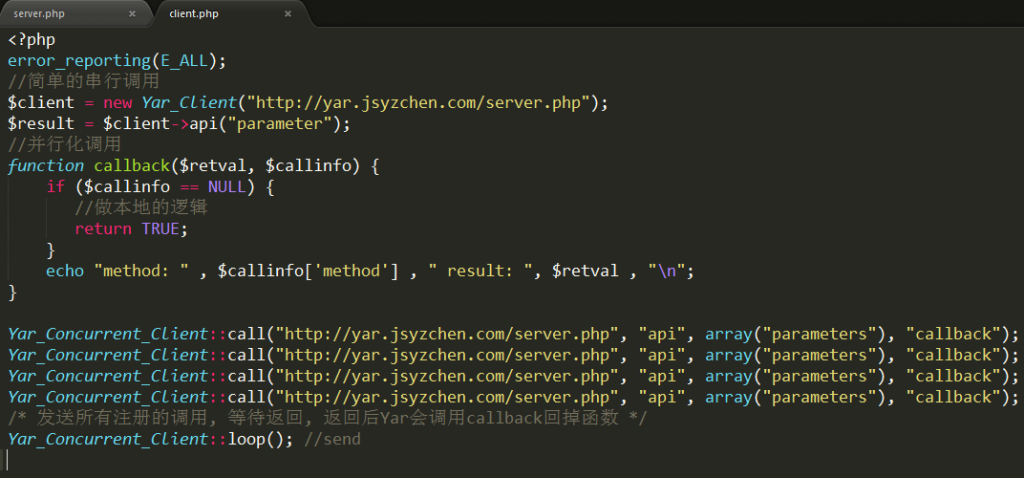 server.php × client.php ×
<?php
error_reporting(E_ALL);
//简单的串行调用
$client = new Yar_Client("http://yar.jsyzchen.com/server.php");
$result = $client->api("parameter");
//并行化调用
function callback($retval, $callinfo) {
    if ($callinfo == NULL) {
        //做本地的逻辑
        return TRUE;
    }
    echo "method: " , $callinfo['method'] , " result: ", $retval , "\n";
}
Yar_Concurrent_Client::call("http://yar.jsyzchen.com/server.php", "api", array("parameters"), "callback");
Yar_Concurrent_Client::call("http://yar.jsyzchen.com/server.php", "api", array("parameters"), "callback");
Yar_Concurrent_Client::call("http://yar.jsyzchen.com/server.php", "api", array("parameters"), "callback");
Yar_Concurrent_Client::call("http://yar.jsyzchen.com/server.php", "api", array("parameters"), "callback");
/* 发送所有注册的调用, 等待返回, 返回后Yar会调用callback回掉函数 */
Yar_Concurrent_Client::loop(); //send